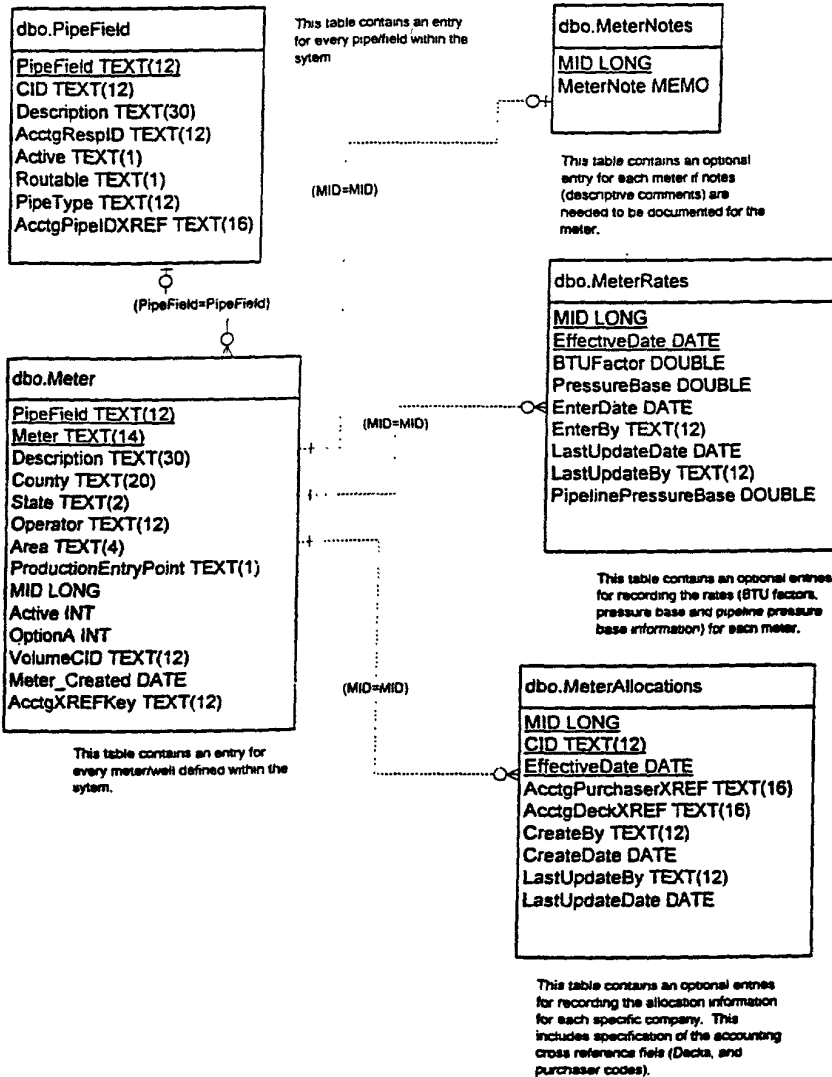 dbo.PipeField
PipeField TEXT(12)
CID TEXT(12)
Description TEXT(30)
AcctgRespID TEXT(12)
Active TEXT(1)
Routable TEXT(1)
PipeType TEXT(12)
AcctgPipeIDXREF TEXT(16)
This table contains an entry
for every pipe/field within the
sytem
(PipeField=PipeField)
dbo.MeterNotes
MID LONG
MeterNote MEMO
This table contains an optional
entry for each meter if notes
(descriptive comments) are
needed to be documented for the
meter.
(MID=MID)
dbo.Meter
PipeField TEXT(12)
Meter TEXT(14)
Description TEXT(30)
County TEXT(20)
State TEXT(2)
Operator TEXT(12)
Area TEXT(4)
ProductionEntryPoint TEXT(1)
MID LONG
Active INT
OptionA INT
VolumeCID TEXT(12)
Meter_Created DATE
AcctgXREFKey TEXT(12)
This table contains an entry for
every meter/well defined within the
sytem.
(MID=MID)
dbo.MeterRates
MID LONG
EffectiveDate DATE
BTUFactor DOUBLE
PressureBase DOUBLE
EnterDate DATE
EnterBy TEXT(12)
LastUpdateDate DATE
LastUpdateBy TEXT(12)
PipelinePressureBase DOUBLE
This table contains an optional entries
for recording the rates (BTU factors,
pressure base and pipeline pressure
base information) for each meter.
(MID=MID)
dbo.MeterAllocations
MID LONG
CID TEXT(12)
EffectiveDate DATE
AcctgPurchaserXREF TEXT(16)
AcctgDeckXREF TEXT(16)
CreateBy TEXT(12)
CreateDate DATE
LastUpdateBy TEXT(12)
LastUpdateDate DATE
This table contains an optional entries
for recording the allocation information
for each specific company. This
includes specification of the accounting
cross reference fiels (Decks, and
purchaser codes).